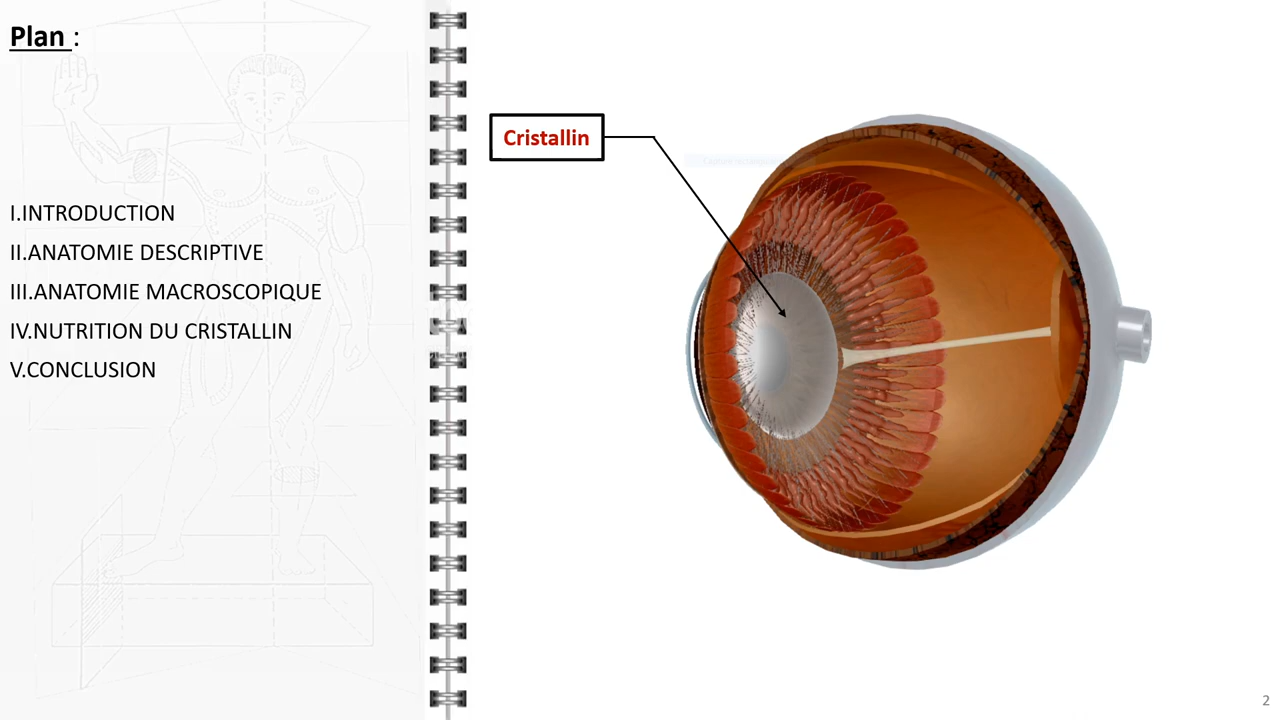 Plan :
I.INTRODUCTION
II.ANATOMIE DESCRIPTIVE
III.ANATOMIE MACROSCOPIQUE
IV.NUTRITION DU CRISTALLIN
V.CONCLUSION
Cristallin
2